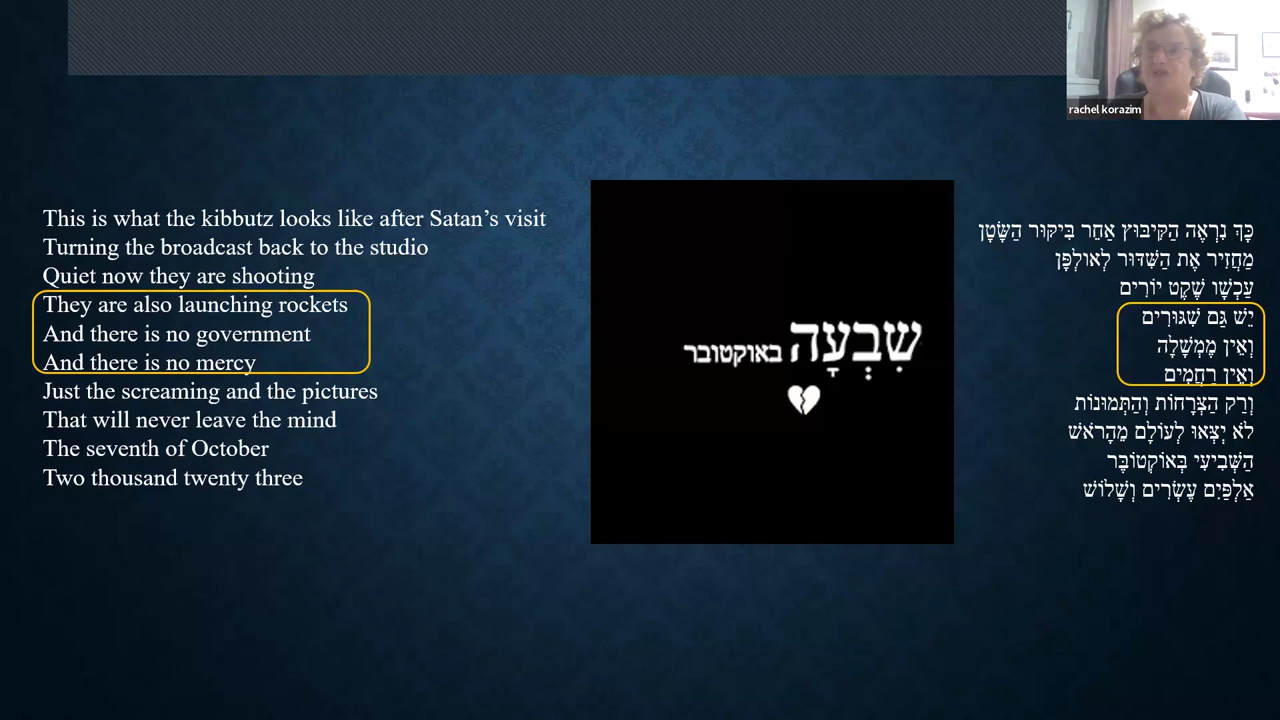 rachel korazim
This is what the kibbutz looks like after Satan’s visit
Turning the broadcast back to the studio
Quiet now they are shooting
They are also launching rockets
And there is no government
And there is no mercy
Just the screaming and the pictures
That will never leave the mind
The seventh of October
Two thousand twenty three
שִׁבְעָה באוקטובר
כָּךְ נִרְאֶה הַקִּיבּוּץ אַחַר בִּיקּוּר הַשָּׂטָן
מַחֲזִיר אֶת הַשִּׁדּוּר לְאוּלְפָּן
עַכְשָׁו שֶׁקֶט יוֹרִים
יֵשׁ גַּם שִׁגּוּרִים
וְאֵין מֶמְשָׁלָה
וְאֵין רַחֲמִים
וְרַק הַצְּרָחוֹת וְהַתְּמוּנוֹת
לֹא יֵצְאוּ לְעוֹלָם מֵהָרֹאשׁ
הַשְּׁבִיעִי בְּאוֹקְטוֹבֶּר
אַלְפַּיִם עֶשְׂרִים וְשָׁלוֹשׁ